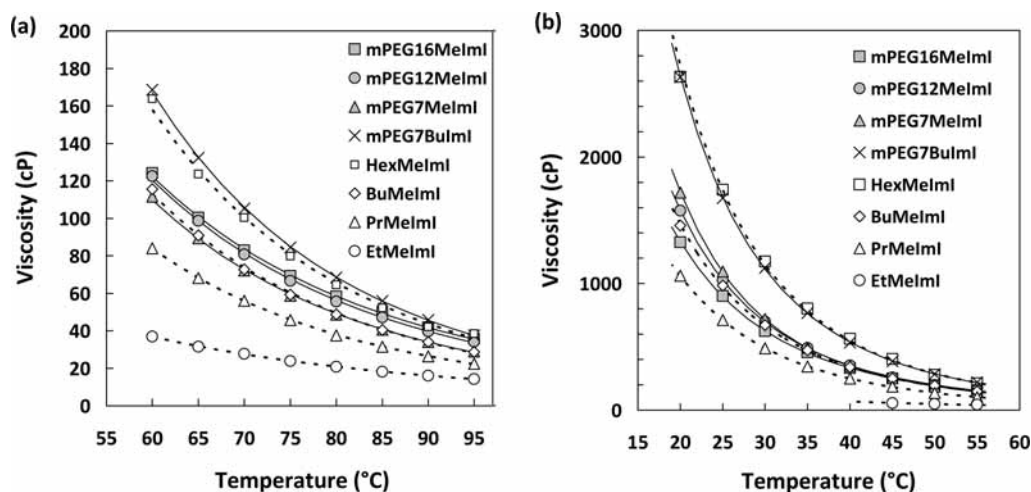 (a)
200
180
160
140
120
100
80
60
40
20
0
Viscosity (cP)
mPEG16MeImI
mPEG12MeImI
mPEG7MeImI
mPEG7BuImI
HexMeImI
BuMeImI
PrMeImI
EtMeImI
55 60 65 70 75 80 85 90 95
Temperature (°C)
(b)
3000
2000
1000
0
Viscosity (cP)
mPEG16MeImI
mPEG12MeImI
mPEG7MeImI
mPEG7BuImI
HexMeImI
BuMeImI
PrMeImI
EtMeImI
15 20 25 30 35 40 45 50 55 60
Temperature (°C)